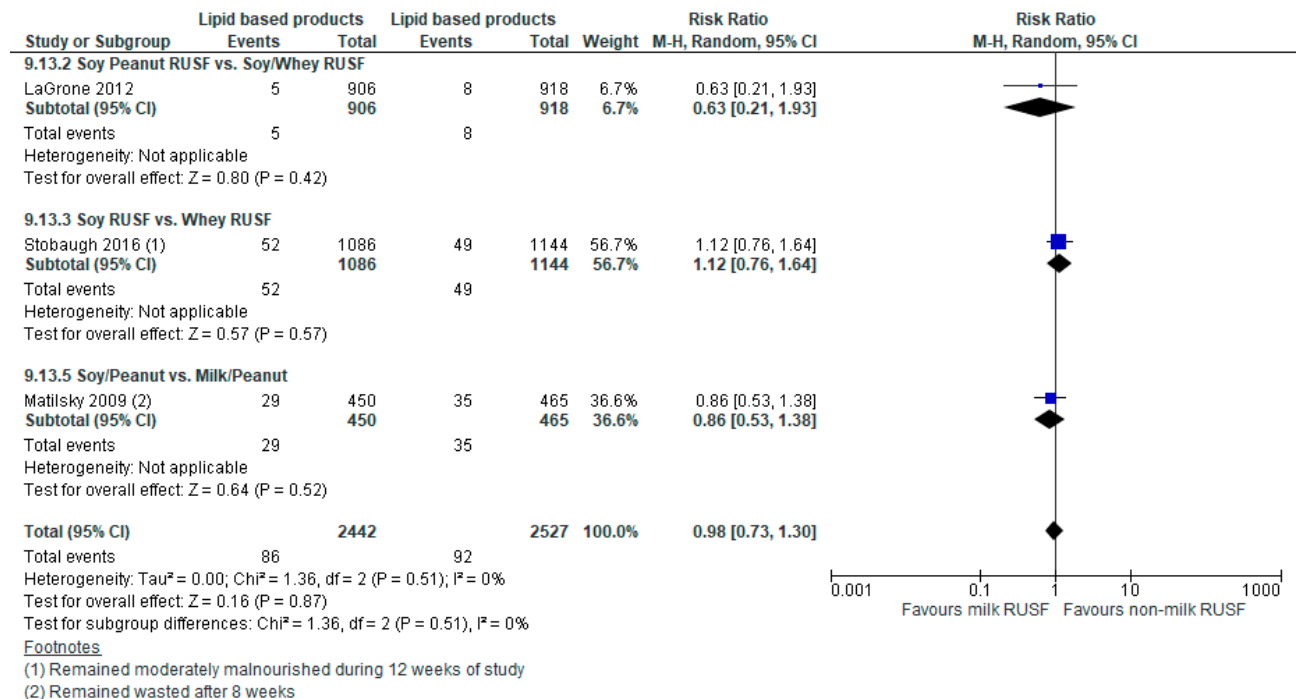 Lipid based products Lipid based products Risk Ratio Risk Ratio
Study or Subgroup Events Total Events Total Weight M-H, Random, 95% CI M-H, Random, 95% CI
9.13.2 Soy Peanut RUSF vs. Soy/Whey RUSF
LaGrone 2012 5 906 8 918 6.7% 0.63 [0.21, 1.93]
Subtotal (95% CI) 906 918 6.7% 0.63 [0.21, 1.93]
Total events 5 8
Heterogeneity: Not applicable
Test for overall effect: Z = 0.80 (P = 0.42)
9.13.3 Soy RUSF vs. Whey RUSF
Stobaugh 2016 (1) 52 1086 49 1144 56.7% 1.12 [0.76, 1.64]
Subtotal (95% CI) 1086 1144 56.7% 1.12 [0.76, 1.64]
Total events 52 49
Heterogeneity: Not applicable
Test for overall effect: Z = 0.57 (P = 0.57)
9.13.5 Soy/Peanut vs. Milk/Peanut
Matilsky 2009 (2) 29 450 35 465 36.6% 0.86 [0.53, 1.38]
Subtotal (95% CI) 450 465 36.6% 0.86 [0.53, 1.38]
Total events 29 35
Heterogeneity: Not applicable
Test for overall effect: Z = 0.64 (P = 0.52)
Total (95% CI) 2442 2527 100.0% 0.98 [0.73, 1.30]
Total events 86 92
Heterogeneity: Tau² = 0.00; Chi² = 1.36, df = 2 (P = 0.51); I² = 0%
Test for overall effect: Z = 0.16 (P = 0.87)
Test for subgroup differences: Chi² = 1.36, df = 2 (P = 0.51), I² = 0%
0.001 0.1 1 10 1000
Favours milk RUSF Favours non-milk RUSF
Footnotes
(1) Remained moderately malnourished during 12 weeks of study
(2) Remained wasted after 8 weeks